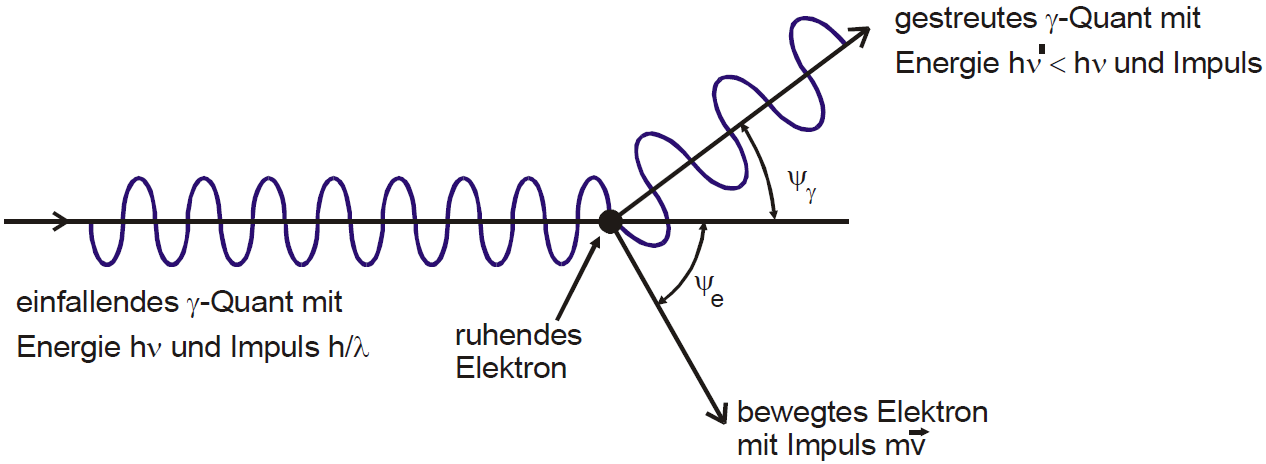 gestreutes γ-Quant mit
Energie hν' < hν und Impuls
ψγ
ψe
einfallendes γ-Quant mit
Energie hν und Impuls h/λ
ruhendes
Elektron
bewegtes Elektron
mit Impuls mv⃗